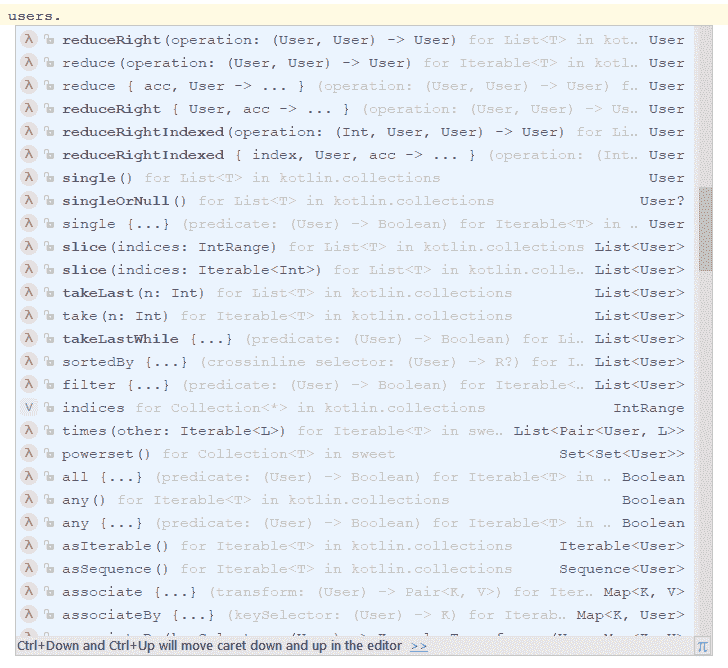 users.
λ reduceRight(operation: (User, User) -> User) for List<T> in kot.. User
λ reduce(operation: (User, User) -> User) for Iterable<T> in kotl.. User
λ reduce { acc, User -> ... } (operation: (User, User) -> User) f.. User
λ reduceRight { User, acc -> ... } (operation: (User, User) -> Us.. User
λ reduceRightIndexed(operation: (Int, User, User) -> User) for Li.. User
λ reduceRightIndexed { index, User, acc -> ... } (operation: (Int.. User
λ single() for List<T> in kotlin.collections User
λ singleOrNull() for List<T> in kotlin.collections User?
λ single {...} (predicate: (User) -> Boolean) for Iterable<T> in .. User
λ slice(indices: IntRange) for List<T> in kotlin.collections List<User>
λ slice(indices: Iterable<Int>) for List<T> in kotlin.colle.. List<User>
λ takeLast(n: Int) for List<T> in kotlin.collections List<User>
λ take(n: Int) for Iterable<T> in kotlin.collections List<User>
λ takeLastWhile {...} (predicate: (User) -> Boolean) for Li.. List<User>
λ sortedBy {...} (crossinline selector: (User) -> R?) for I.. List<User>
λ filter {...} (predicate: (User) -> Boolean) for Iterable<.. List<User>
V indices for Collection<*> in kotlin.collections IntRange
λ times(other: Iterable<L>) for Iterable<T> in swe.. List<Pair<User, L>>
λ powerset() for Collection<T> in sweet Set<Set<User>>
λ all {...} (predicate: (User) -> Boolean) for Iterable<T> in .. Boolean
λ any() for Iterable<T> in kotlin.collections Boolean
λ any {...} (predicate: (User) -> Boolean) for Iterable<T> in .. Boolean
λ asIterable() for Iterable<T> in kotlin.collections Iterable<User>
λ asSequence() for Iterable<T> in kotlin.collections Sequence<User>
λ associate {...} (transform: (User) -> Pair<K, V>) for Iter.. Map<K, V>
λ associateBy {...} (keySelector: (User) -> K) for Iterab.. Map<K, User>
Ctrl+Down and Ctrl+Up will move caret down and up in the editor >> π